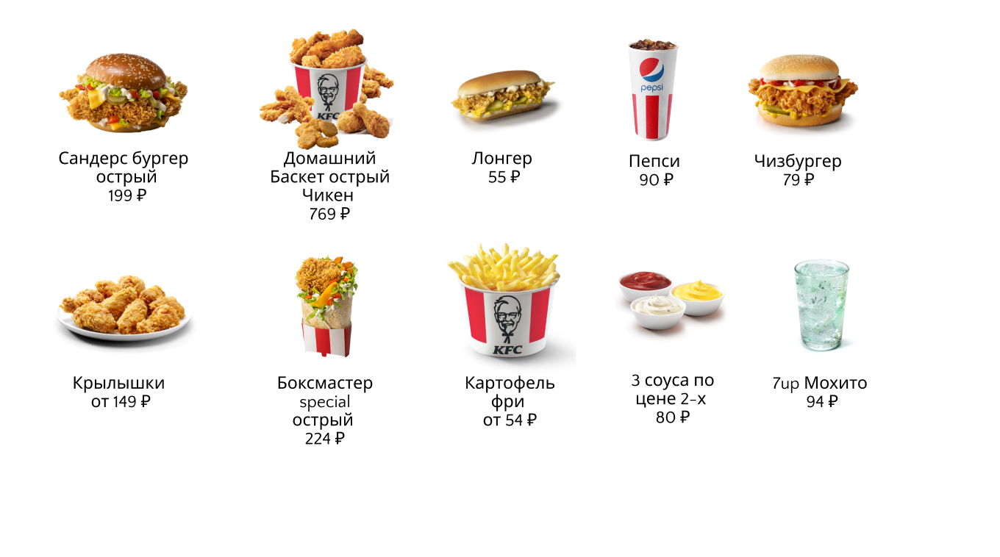 KFC
pepsi
Сандерс бургер
острый
199 ₽
Домашний
Баскет острый
Чикен
769 ₽
Лонгер
55 ₽
Пепси
90 ₽
Чизбургер
79 ₽
KFC
Крылышки
от 149 ₽
Боксмастер
special
острый
224 ₽
Картофель
фри
от 54 ₽
3 соуса по
цене 2-х
80 ₽
7up Мохито
94 ₽